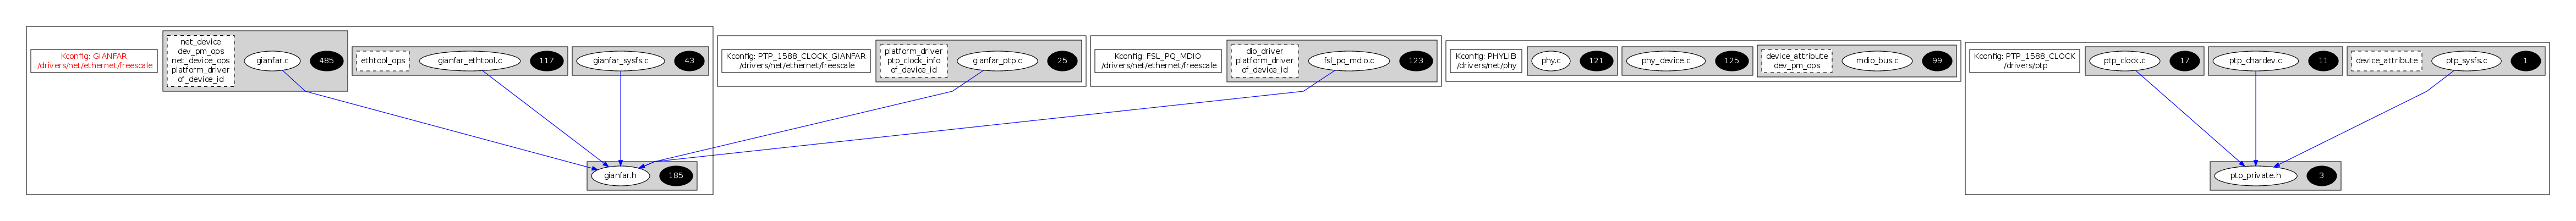 Kconfig: GIANFAR
/drivers/net/ethernet/freescale
net_device
dev_pm_ops
net_device_ops
platform_driver
of_device_id
gianfar.c
485
ethtool_ops
gianfar_ethtool.c
117
gianfar_sysfs.c
43
gianfar.h
185
Kconfig: PTP_1588_CLOCK_GIANFAR
/drivers/net/ethernet/freescale
platform_driver
ptp_clock_info
of_device_id
gianfar_ptp.c
25
Kconfig: FSL_PQ_MDIO
/drivers/net/ethernet/freescale
dio_driver
platform_driver
of_device_id
fsl_pq_mdio.c
123
Kconfig: PHYLIB
/drivers/net/phy
phy.c
121
phy_device.c
125
device_attribute
dev_pm_ops
mdio_bus.c
99
Kconfig: PTP_1588_CLOCK
/drivers/ptp
ptp_clock.c
17
ptp_chardev.c
11
device_attribute
ptp_sysfs.c
1
ptp_private.h
3